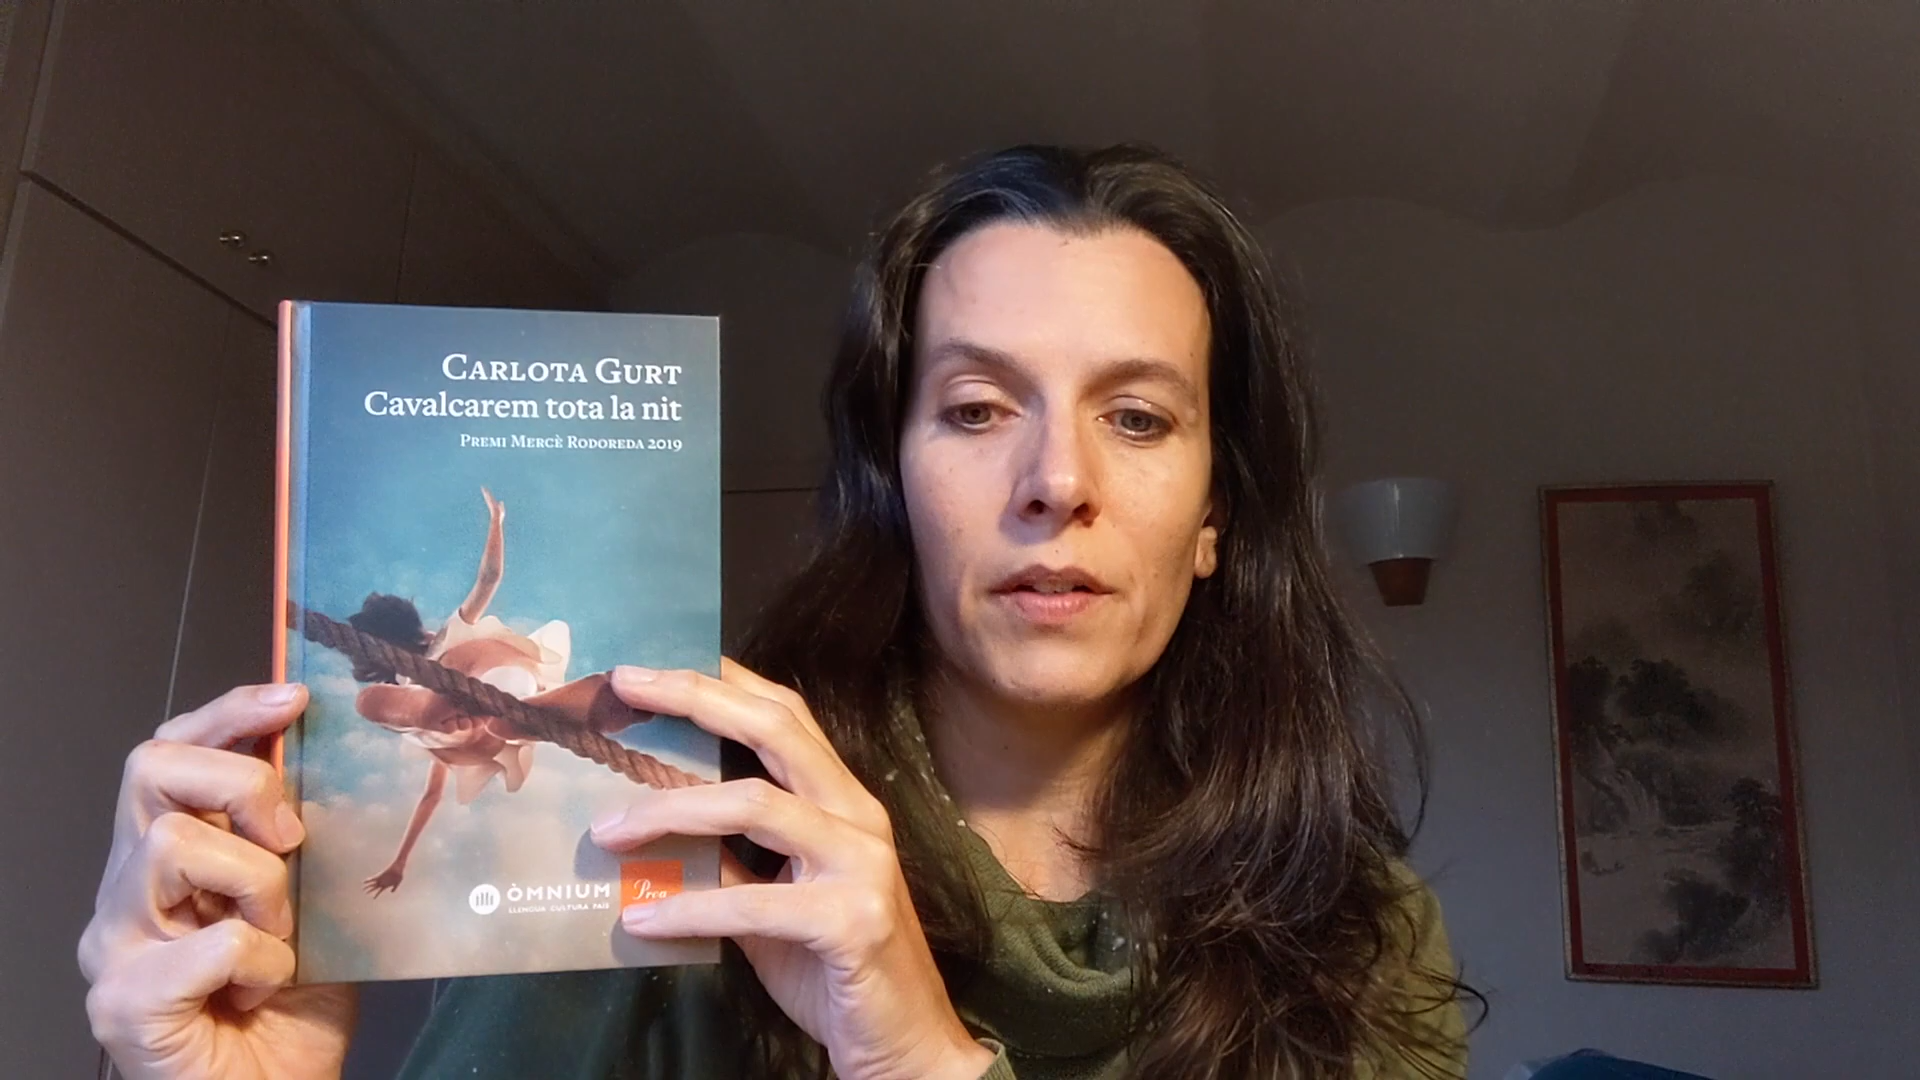 CARLOTA GURT
Cavalcarem tota la nit
PREMI MERCÈ RODOREDA 2019
ÒMNIUM
LLENGUA CULTURA PAÍS
Proa